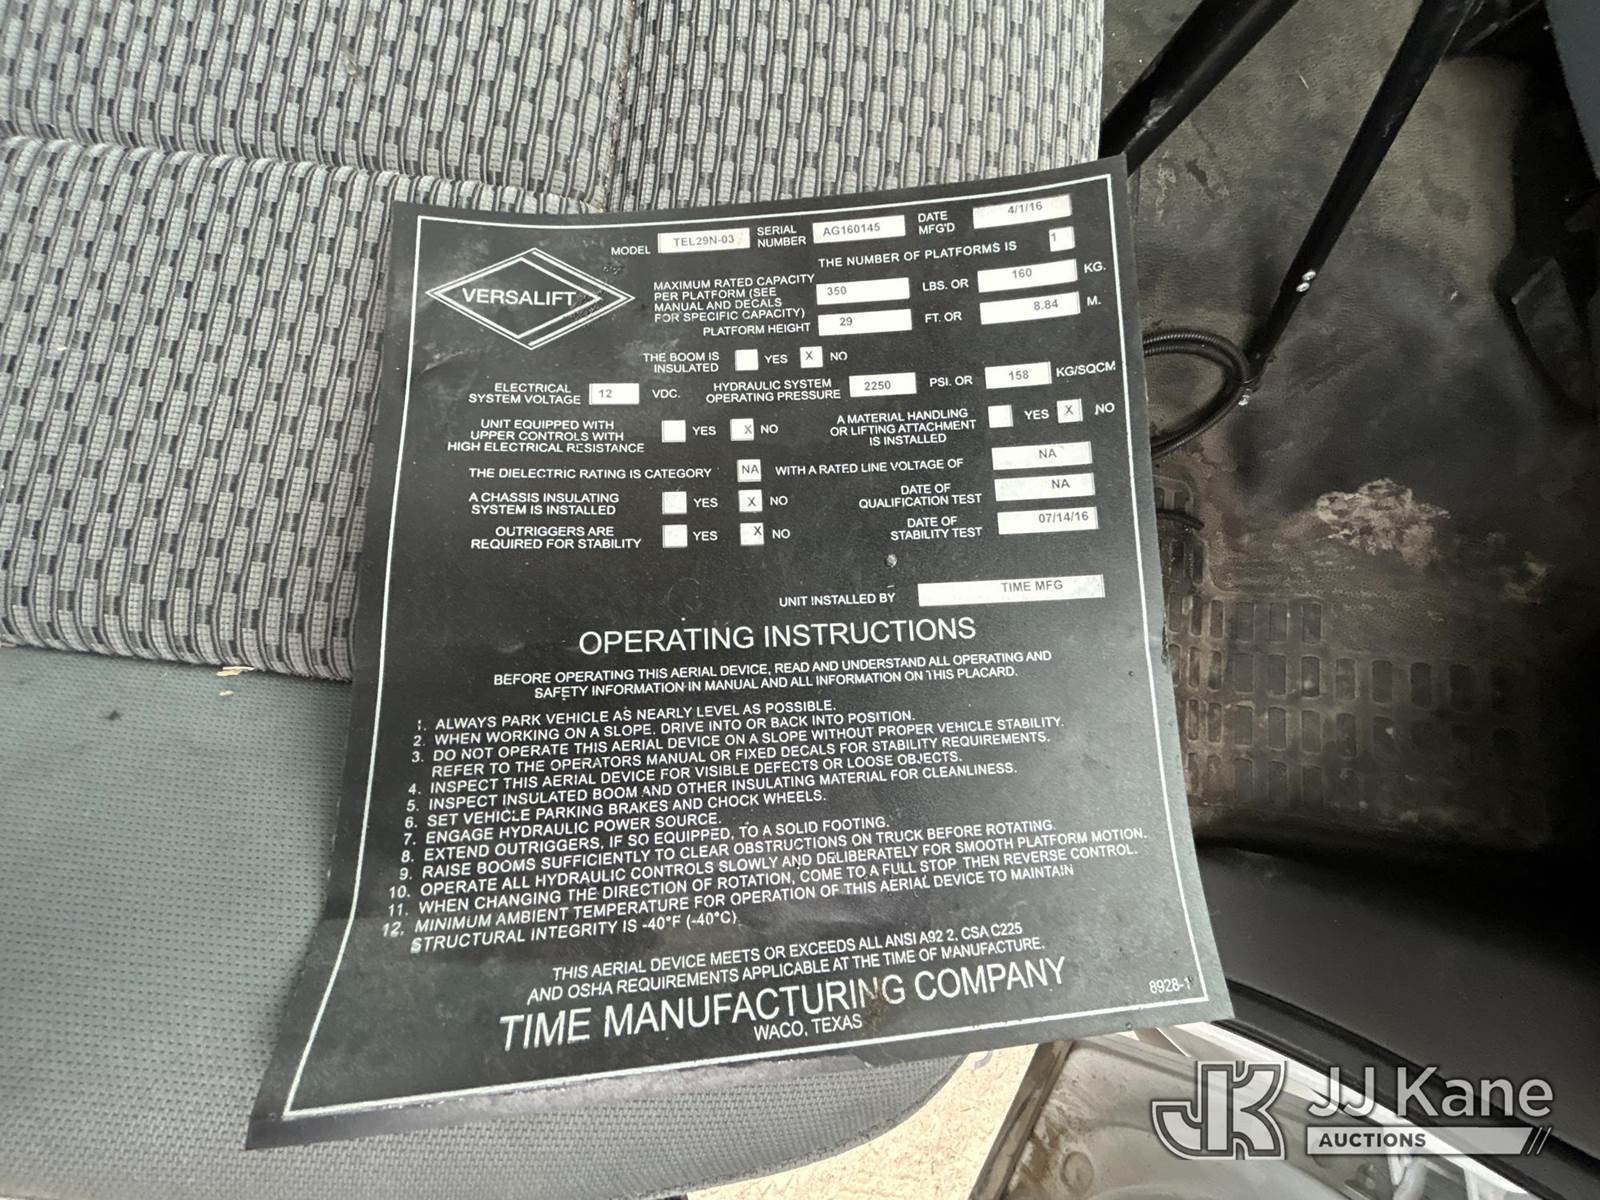 VERSALIFT
MODEL TEL29N-03 SERIAL NUMBER AG160145 DATE MFG'D 4/1/16
THE NUMBER OF PLATFORMS IS 1
MAXIMUM RATED CAPACITY
PER PLATFORM (SEE
MANUAL AND DECALS
FOR SPECIFIC CAPACITY) 350 LBS. OR 160 KG.
PLATFORM HEIGHT 29 FT. OR 8.84 M.
THE BOOM IS
INSULATED YES X NO
ELECTRICAL
SYSTEM VOLTAGE 12 VDC. HYDRAULIC SYSTEM
OPERATING PRESSURE 2250 PSI. OR 158 KG/SQCM
UNIT EQUIPPED WITH
UPPER CONTROLS WITH
HIGH ELECTRICAL RESISTANCE YES X NO
A MATERIAL HANDLING
OR LIFTING ATTACHMENT
IS INSTALLED YES X NO
THE DIELECTRIC RATING IS CATEGORY NA WITH A RATED LINE VOLTAGE OF NA
A CHASSIS INSULATING
SYSTEM IS INSTALLED YES X NO
DATE OF
QUALIFICATION TEST NA
OUTRIGGERS ARE
REQUIRED FOR STABILITY YES X NO
DATE OF
STABILITY TEST 07/14/16
UNIT INSTALLED BY TIME MFG
OPERATING INSTRUCTIONS
BEFORE OPERATING THIS AERIAL DEVICE, READ AND UNDERSTAND ALL OPERATING AND
SAFETY INFORMATION IN MANUAL AND ALL INFORMATION ON THIS PLACARD.
1. ALWAYS PARK VEHICLE AS NEARLY LEVEL AS POSSIBLE.
2. WHEN WORKING ON A SLOPE, DRIVE INTO OR BACK INTO POSITION.
3. DO NOT OPERATE THIS AERIAL DEVICE ON A SLOPE WITHOUT PROPER VEHICLE STABILITY.
REFER TO THE OPERATORS MANUAL OR FIXED DECALS FOR STABILITY REQUIREMENTS.
4. INSPECT THIS AERIAL DEVICE FOR VISIBLE DEFECTS OR LOOSE OBJECTS.
5. INSPECT INSULATED BOOM AND OTHER INSULATING MATERIAL FOR CLEANLINESS.
6. SET VEHICLE PARKING BRAKES AND CHOCK WHEELS.
7. ENGAGE HYDRAULIC POWER SOURCE.
8. EXTEND OUTRIGGERS, IF SO EQUIPPED, TO A SOLID FOOTING.
9. RAISE BOOMS SUFFICIENTLY TO CLEAR OBSTRUCTIONS ON TRUCK BEFORE ROTATING.
10. OPERATE ALL HYDRAULIC CONTROLS SLOWLY AND DELIBERATELY FOR SMOOTH PLATFORM MOTION.
11. WHEN CHANGING THE DIRECTION OF ROTATION, COME TO A FULL STOP, THEN REVERSE CONTROL.
12. MINIMUM AMBIENT TEMPERATURE FOR OPERATION OF THIS AERIAL DEVICE TO MAINTAIN
STRUCTURAL INTEGRITY IS -40°F (-40°C)
THIS AERIAL DEVICE MEETS OR EXCEEDS ALL ANSI A92 2, CSA C225
AND OSHA REQUIREMENTS APPLICABLE AT THE TIME OF MANUFACTURE.
TIME MANUFACTURING COMPANY
WACO, TEXAS
8928-1
JK JJ Kane
AUCTIONS